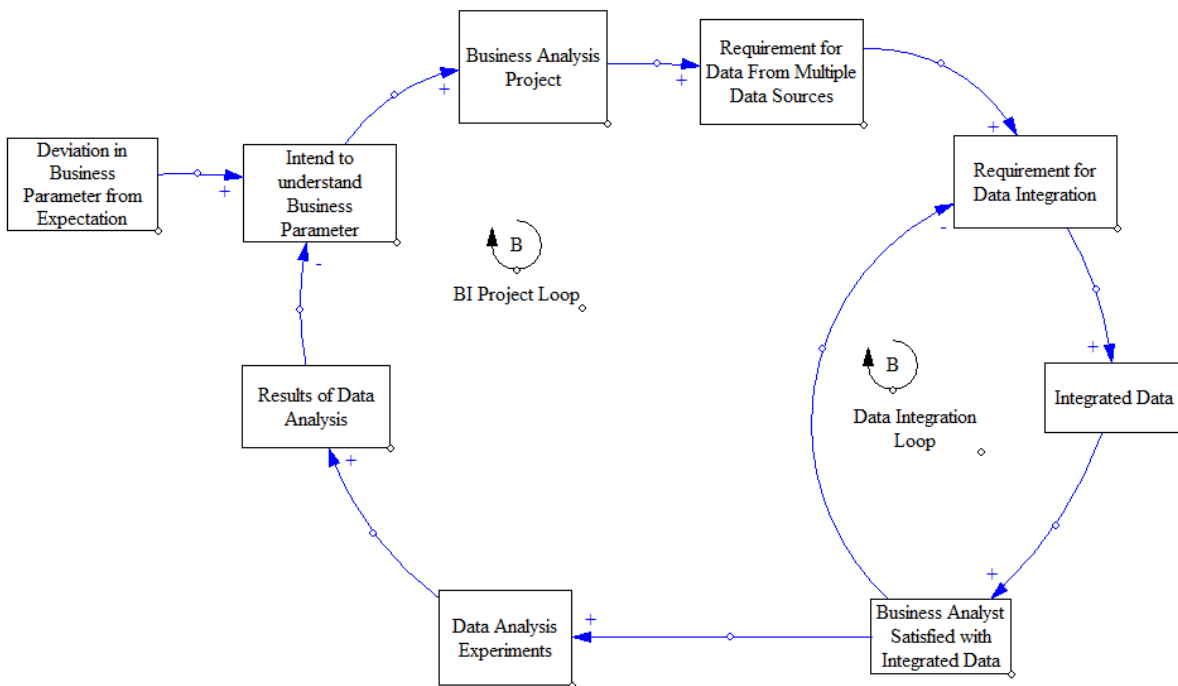 Business Analysis
Project
+
Requirement for
Data From Multiple
Data Sources
+
+
Deviation in
Business
Parameter from
Expectation
+
Intend to
understand
Business
Parameter
-
Requirement for
Data Integration
-
B
BI Project Loop
+
B
Data Integration
Loop
Integrated Data
Results of Data
Analysis
+
+
Business Analyst
Satisfied with
Integrated Data
+
Data Analysis
Experiments